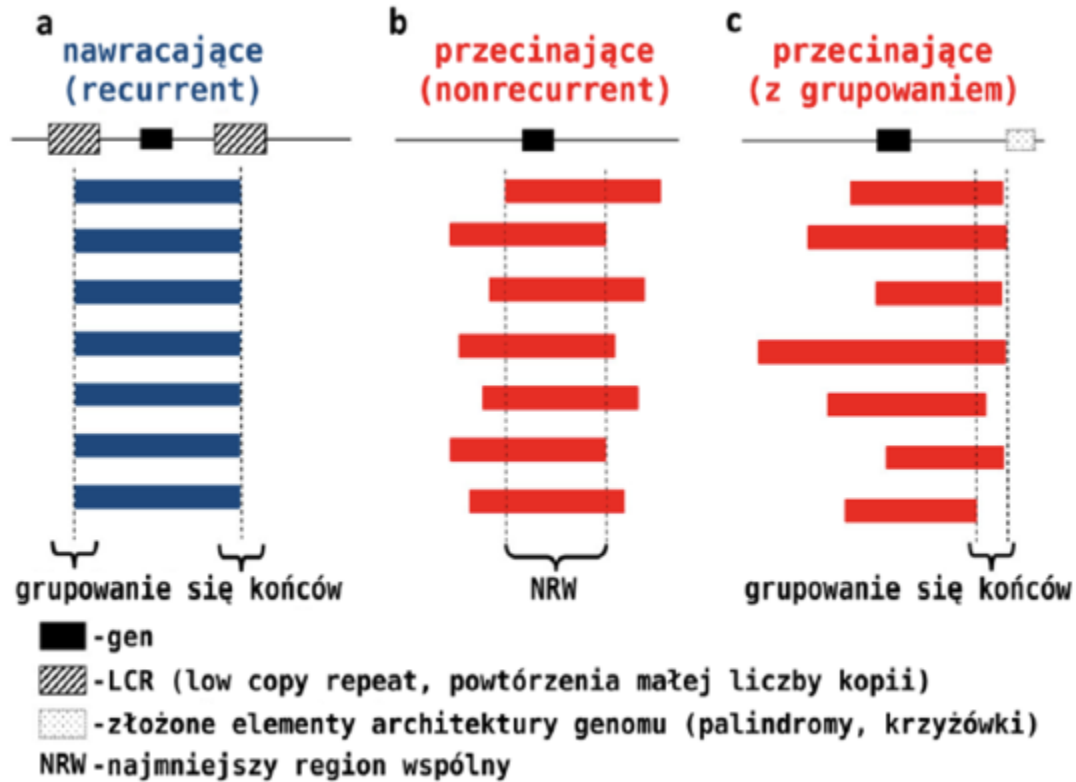 a
nawracające
(recurrent)
b
przecinające
(nonrecurrent)
c
przecinające
(z grupowaniem)
grupowanie się końców
NRW
grupowanie się końców
-gen
-LCR (low copy repeat, powtórzenia małej liczby kopii)
-złożone elementy architektury genomu (palindromy, krzyżówki)
NRW -najmniejszy region wspólny